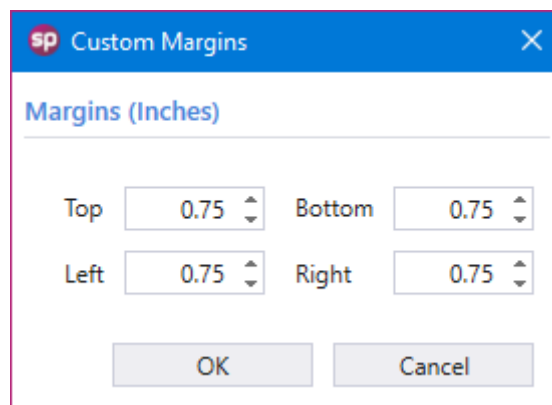 sp Custom Margins
Margins (Inches)
Top 0.75 Bottom 0.75
Left 0.75 Right 0.75
OK Cancel